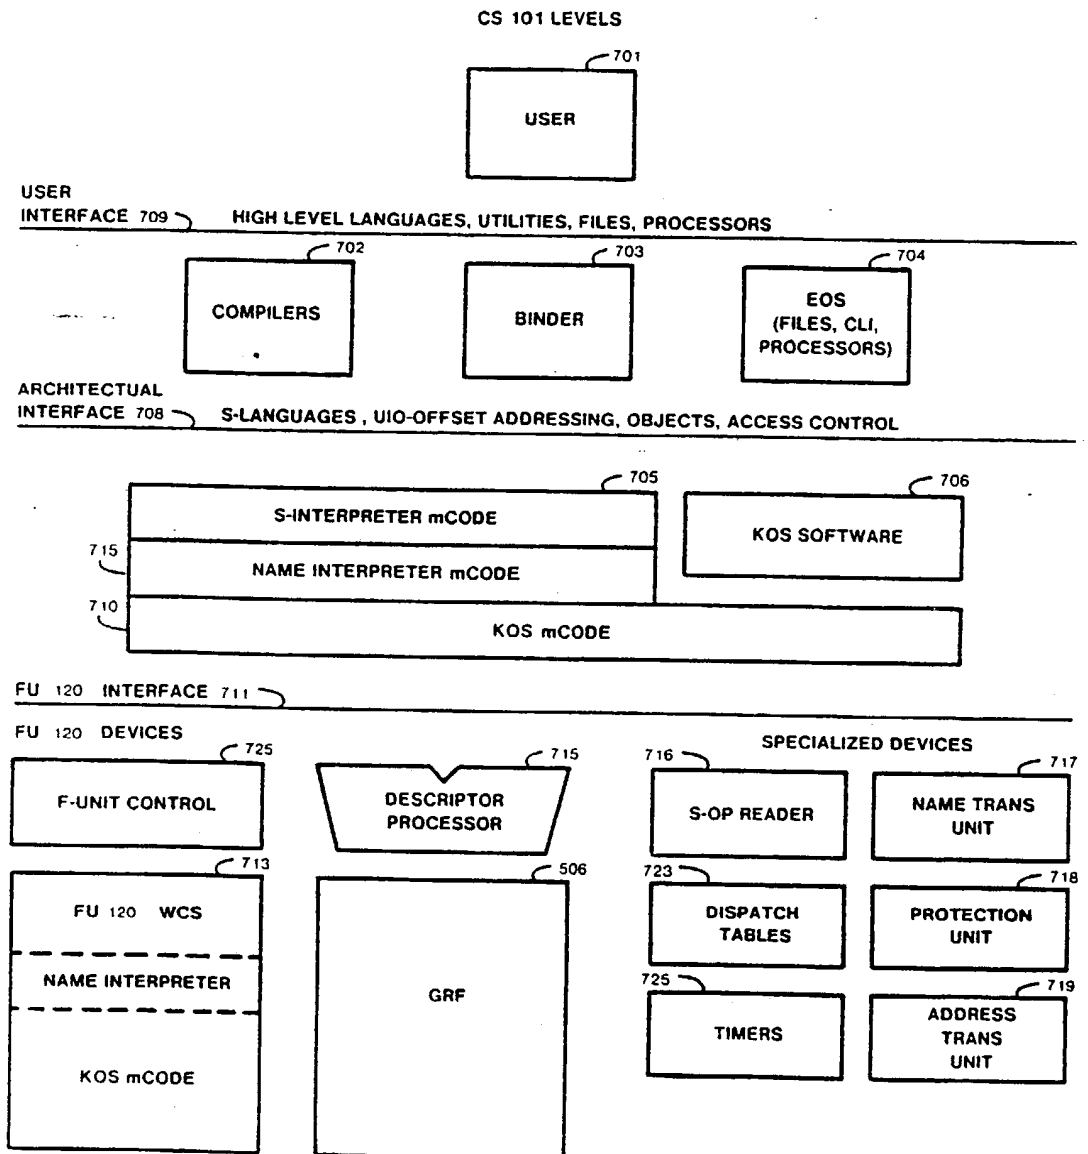 CS 101 LEVELS
701
USER
USER
INTERFACE 709
HIGH LEVEL LANGUAGES, UTILITIES, FILES, PROCESSORS
702
703
704
COMPILERS
BINDER
EOS
(FILES, CLI,
PROCESSORS)
ARCHITECTUAL
INTERFACE 708
S-LANGUAGES , UIO-OFFSET ADDRESSING, OBJECTS, ACCESS CONTROL
705
706
S-INTERPRETER mCODE
KOS SOFTWARE
715
NAME INTERPRETER mCODE
710
KOS mCODE
FU 120 INTERFACE 711
FU 120 DEVICES
SPECIALIZED DEVICES
725
715
716
717
F-UNIT CONTROL
DESCRIPTOR
PROCESSOR
S-OP READER
NAME TRANS
UNIT
713
506
723
718
FU 120 WCS
DISPATCH
TABLES
PROTECTION
UNIT
NAME INTERPRETER
GRF
725
719
TIMERS
ADDRESS
TRANS
UNIT
KOS mCODE